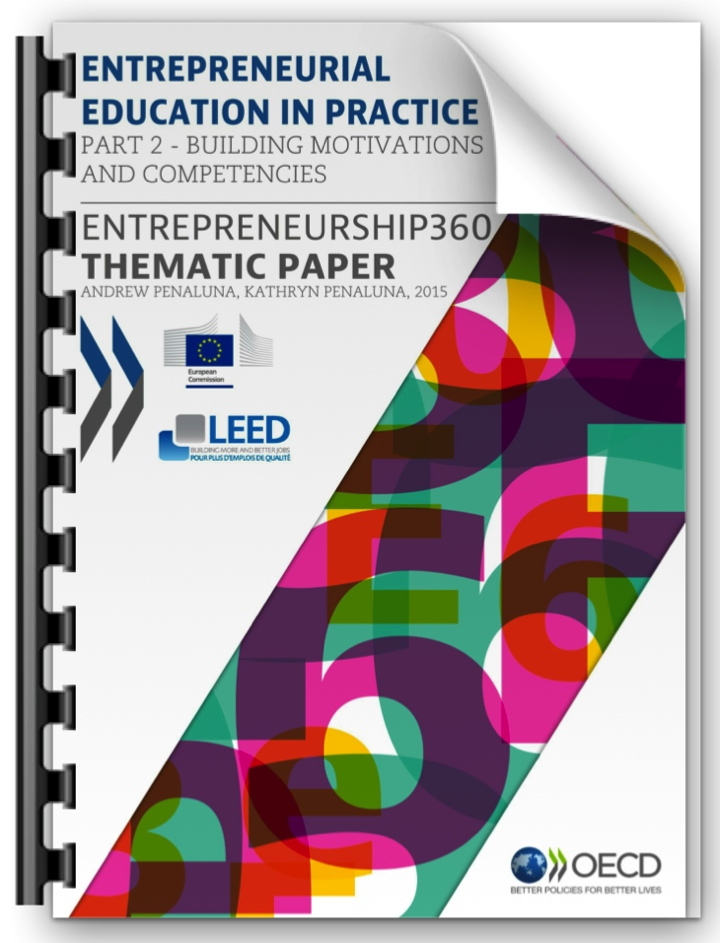 ENTREPRENEURIAL
EDUCATION IN PRACTICE
PART 2 - BUILDING MOTIVATIONS
AND COMPETENCIES
ENTREPRENEURSHIP360
THEMATIC PAPER
ANDREW PENALUNA, KATHRYN PENALUNA, 2015
European
Commission
LEED
BUILDING MORE AND BETTER JOBS
POUR PLUS D'EMPLOIS DE QUALITÉ
OECD
BETTER POLICIES FOR BETTER LIVES